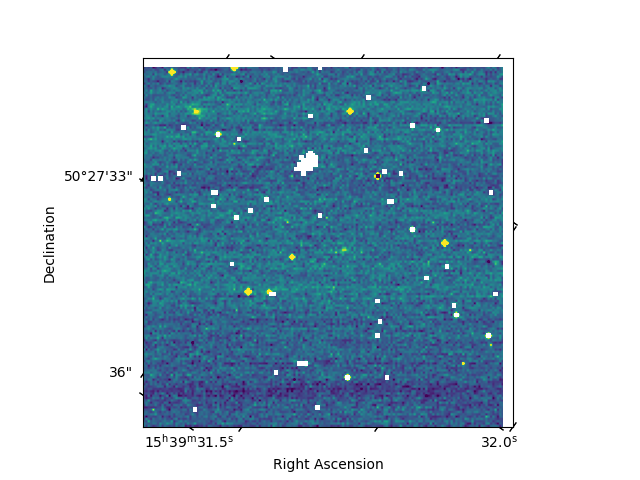 50°27'33"
Declination
36"
15ʰ39ᵐ31.5ˢ
32.0ˢ
Right Ascension